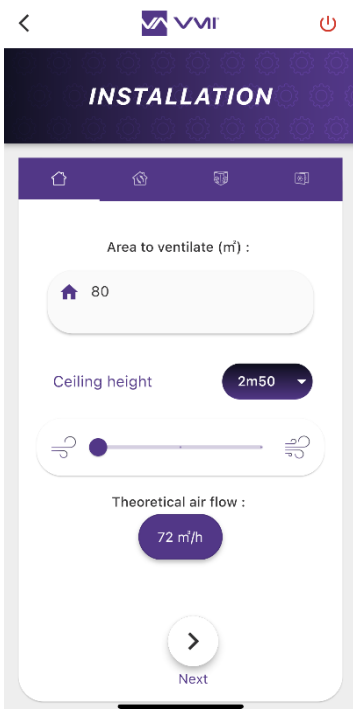 VMI
INSTALLATION
Area to ventilate (m²) :
80
Ceiling height
2m50
Theoretical air flow :
72 m³/h
Next